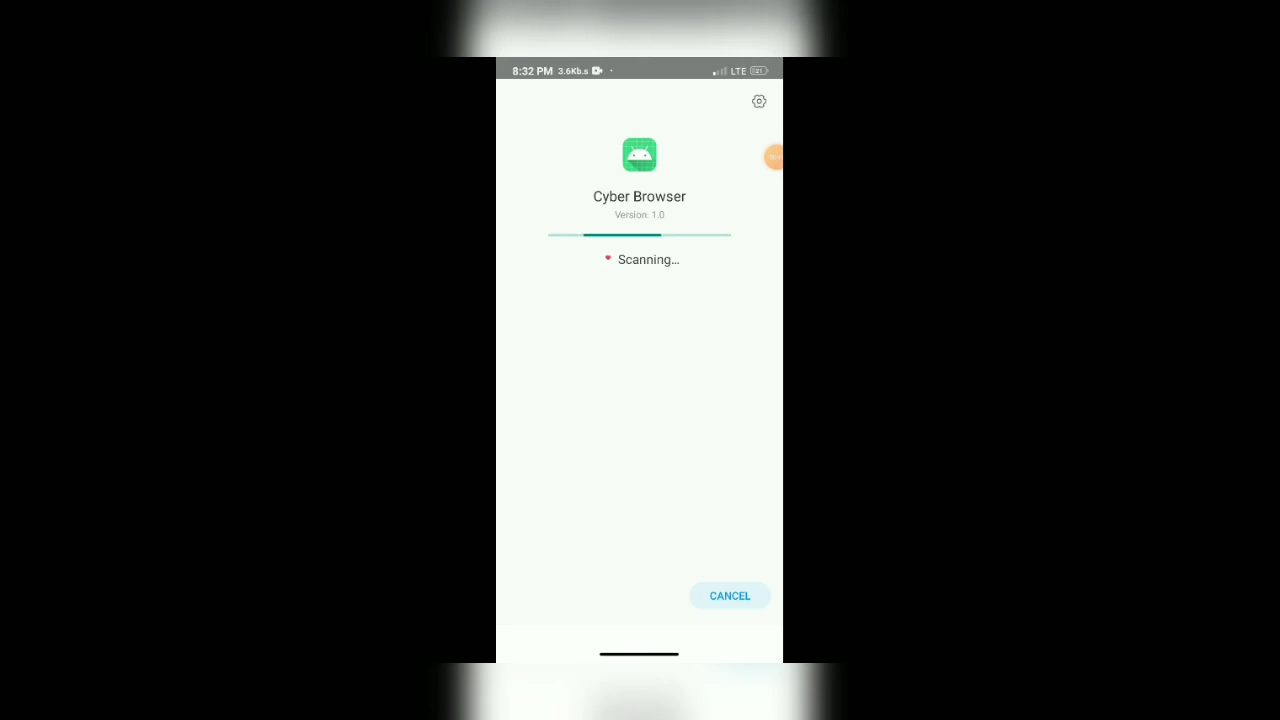 8:32 PM 3.6Kb.s LTE
Cyber Browser
Version: 1.0
Scanning...
CANCEL